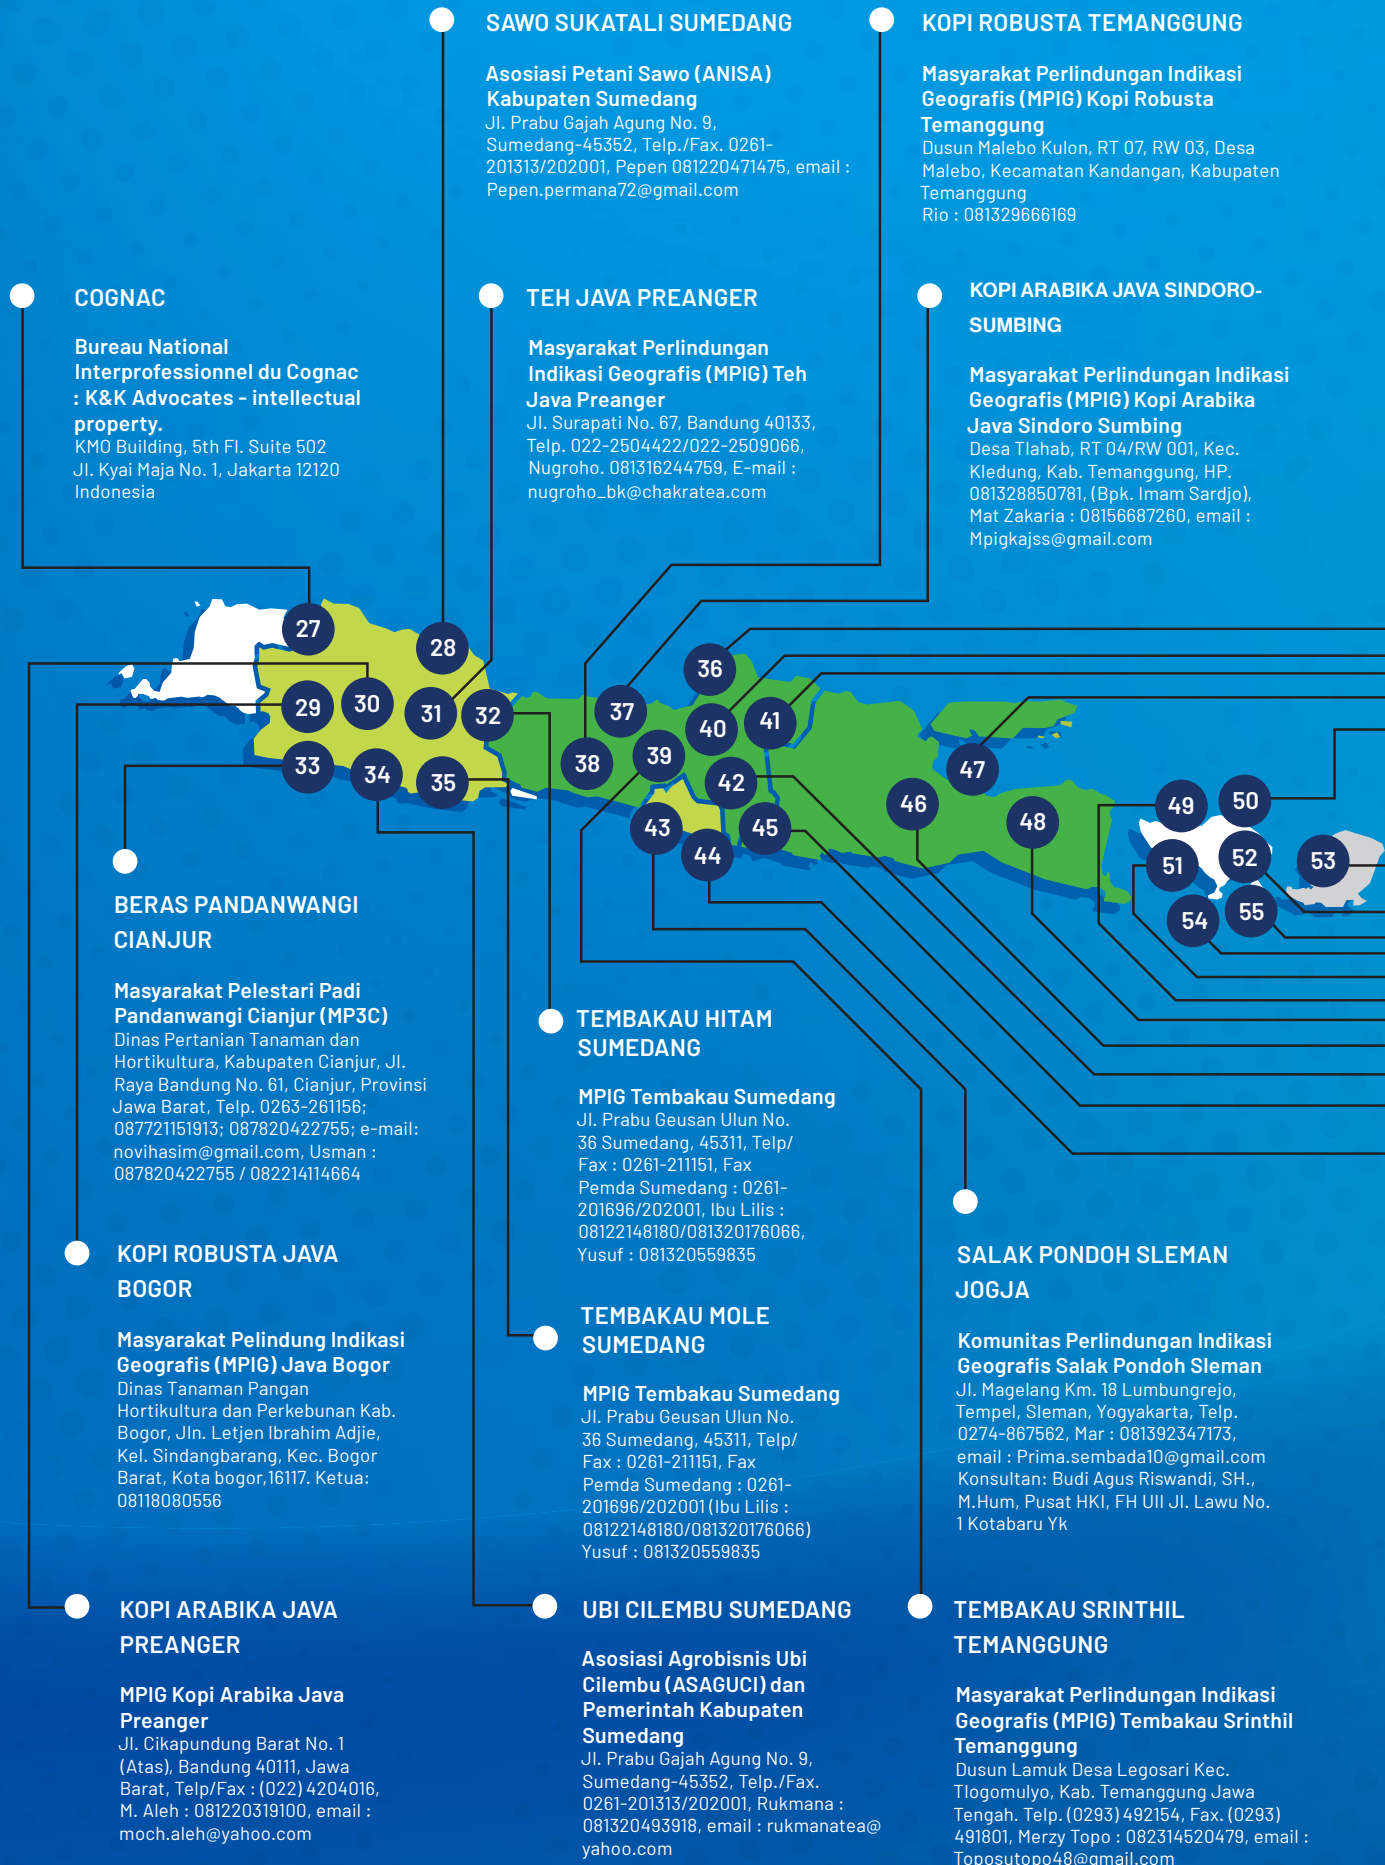 SAWO SUKATALI SUMEDANG
Asosiasi Petani Sawo (ANISA)
Kabupaten Sumedang
Jl. Prabu Gajah Agung No. 9,
Sumedang-45352, Telp./Fax. 0261-
201313/202001, Pepen 081220471475, email :
Pepen.permana72@gmail.com
KOPI ROBUSTA TEMANGGUNG
Masyarakat Perlindungan Indikasi
Geografis (MPIG) Kopi Robusta
Temanggung
Dusun Malebo Kulon, RT 07, RW 03, Desa
Malebo, Kecamatan Kandangan, Kabupaten
Temanggung
Rio : 081329666169
COGNAC
Bureau National
Interprofessionnel du Cognac
: K&K Advocates - intellectual
property.
KMO Building, 5th Fl. Suite 502
Jl. Kyai Maja No. 1, Jakarta 12120
Indonesia
TEH JAVA PREANGER
Masyarakat Perlindungan
Indikasi Geografis (MPIG) Teh
Java Preanger
Jl. Surapati No. 67, Bandung 40133,
Telp. 022-2504422/022-2509066,
Nugroho. 081316244759, E-mail :
nugroho_bk@chakratea.com
KOPI ARABIKA JAVA SINDORO-
SUMBING
Masyarakat Perlindungan Indikasi
Geografis (MPIG) Kopi Arabika
Java Sindoro Sumbing
Desa Tlahab, RT 04/RW 001, Kec.
Kledung, Kab. Temanggung, HP.
081328850781, (Bpk. Imam Sardjo),
Mat Zakaria : 08156687260, email :
Mpigkajss@gmail.com
27
28
29
30
31
32
33
34
35
36
37
38
39
40
41
42
43
44
45
46
47
48
49
50
51
52
53
54
55
BERAS PANDANWANGI
CIANJUR
Masyarakat Pelestari Padi
Pandanwangi Cianjur (MP3C)
Dinas Pertanian Tanaman dan
Hortikultura, Kabupaten Cianjur, Jl.
Raya Bandung No. 61, Cianjur, Provinsi
Jawa Barat, Telp. 0263-261156;
087721151913; 087820422755; e-mail:
novihasim@gmail.com, Usman :
087820422755 / 082214114664
TEMBAKAU HITAM
SUMEDANG
MPIG Tembakau Sumedang
Jl. Prabu Geusan Ulun No.
36 Sumedang, 45311, Telp/
Fax : 0261-211151, Fax
Pemda Sumedang : 0261-
201696/202001, Ibu Lilis :
08122148180/081320176066,
Yusuf : 081320559835
KOPI ROBUSTA JAVA
BOGOR
Masyarakat Pelindung Indikasi
Geografis (MPIG) Java Bogor
Dinas Tanaman Pangan
Hortikultura dan Perkebunan Kab.
Bogor, Jln. Letjen Ibrahim Adjie,
Kel. Sindangbarang, Kec. Bogor
Barat, Kota bogor,16117. Ketua:
08118080556
TEMBAKAU MOLE
SUMEDANG
MPIG Tembakau Sumedang
Jl. Prabu Geusan Ulun No.
36 Sumedang, 45311, Telp/
Fax : 0261-211151, Fax
Pemda Sumedang : 0261-
201696/202001 (Ibu Lilis :
08122148180/081320176066)
Yusuf : 081320559835
SALAK PONDOH SLEMAN
JOGJA
Komunitas Perlindungan Indikasi
Geografis Salak Pondoh Sleman
Jl. Magelang Km. 18 Lumbungrejo,
Tempel, Sleman, Yogyakarta, Telp.
0274-867562, Mar : 081392347173,
email : Prima.sembada10@gmail.com
Konsultan: Budi Agus Riswandi, SH.,
M.Hum, Pusat HKI, FH UII Jl. Lawu No.
1 Kotabaru Yk
KOPI ARABIKA JAVA
PREANGER
MPIG Kopi Arabika Java
Preanger
Jl. Cikapundung Barat No. 1
(Atas), Bandung 40111, Jawa
Barat, Telp/Fax : (022) 4204016,
M. Aleh : 081220319100, email :
moch.aleh@yahoo.com
UBI CILEMBU SUMEDANG
Asosiasi Agrobisnis Ubi
Cilembu (ASAGUCI) dan
Pemerintah Kabupaten
Sumedang
Jl. Prabu Gajah Agung No. 9,
Sumedang-45352, Telp./Fax.
0261-201313/202001, Rukmana :
081320493918, email : rukmanatea@
yahoo.com
TEMBAKAU SRINTHIL
TEMANGGUNG
Masyarakat Perlindungan Indikasi
Geografis (MPIG) Tembakau Srinthil
Temanggung
Dusun Lamuk Desa Legosari Kec.
Tlogomulyo, Kab. Temanggung Jawa
Tengah. Telp. (0293) 492154, Fax. (0293)
491801, Merzy Topo : 082314520479, email :
Toposutopo48@gmail.com